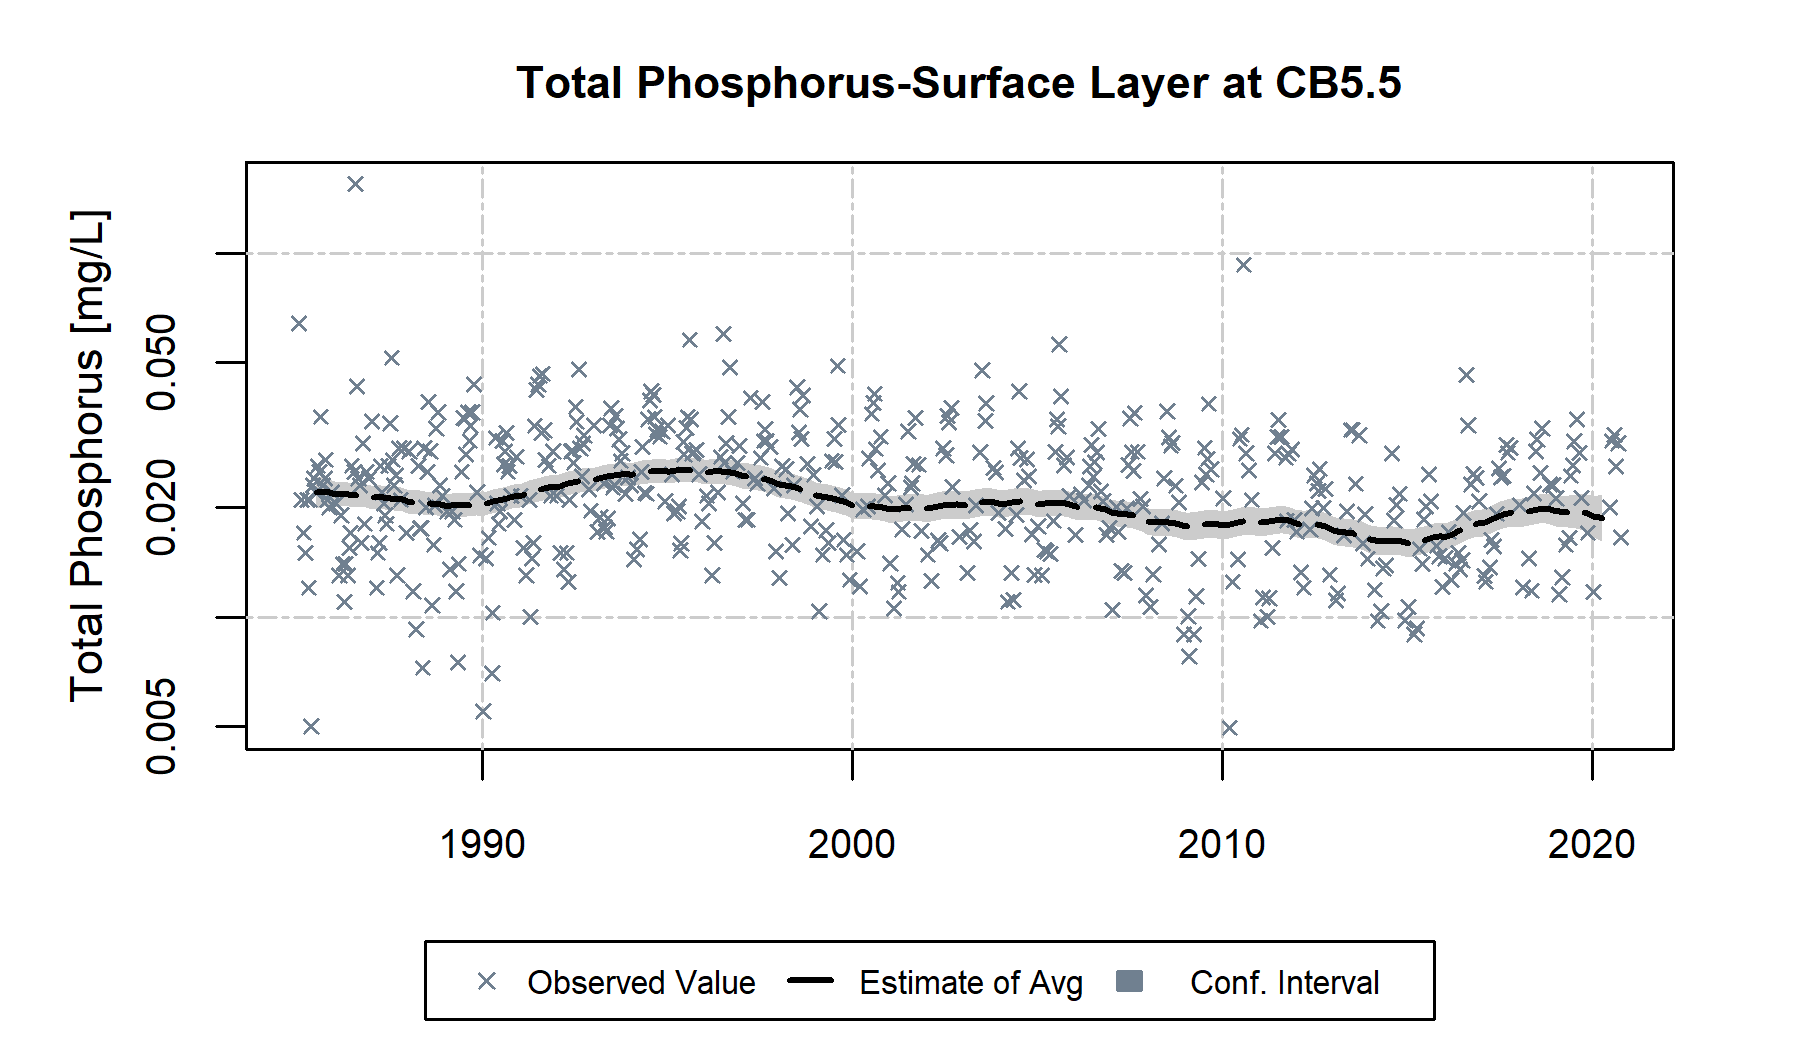 Total Phosphorus-Surface Layer at CB5.5
Total Phosphorus [mg/L]
0.050
0.020
0.005
1990 2000 2010 2020
Observed Value Estimate of Avg Conf. Interval